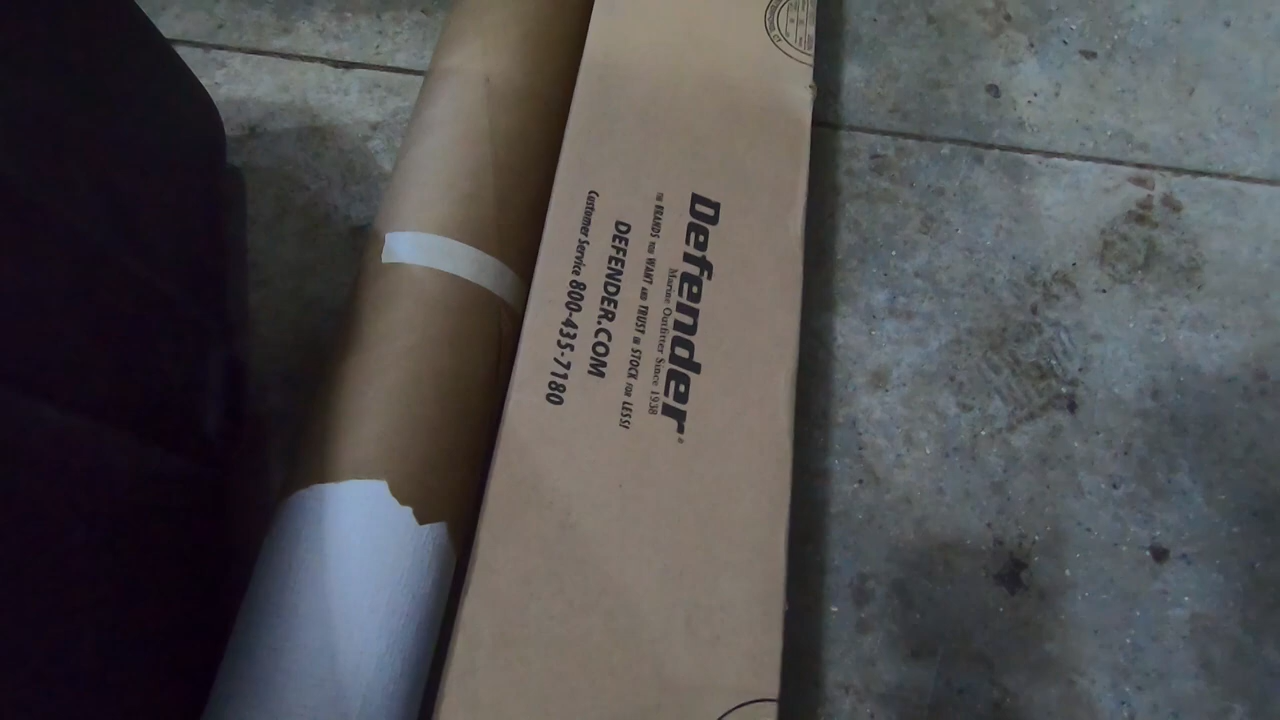 Defender®
Marine Outfitter Since 1938
THE BRANDS YOU WANT AND TRUST IN STOCK FOR LESS!
DEFENDER.COM
Customer Service 800-435-7180